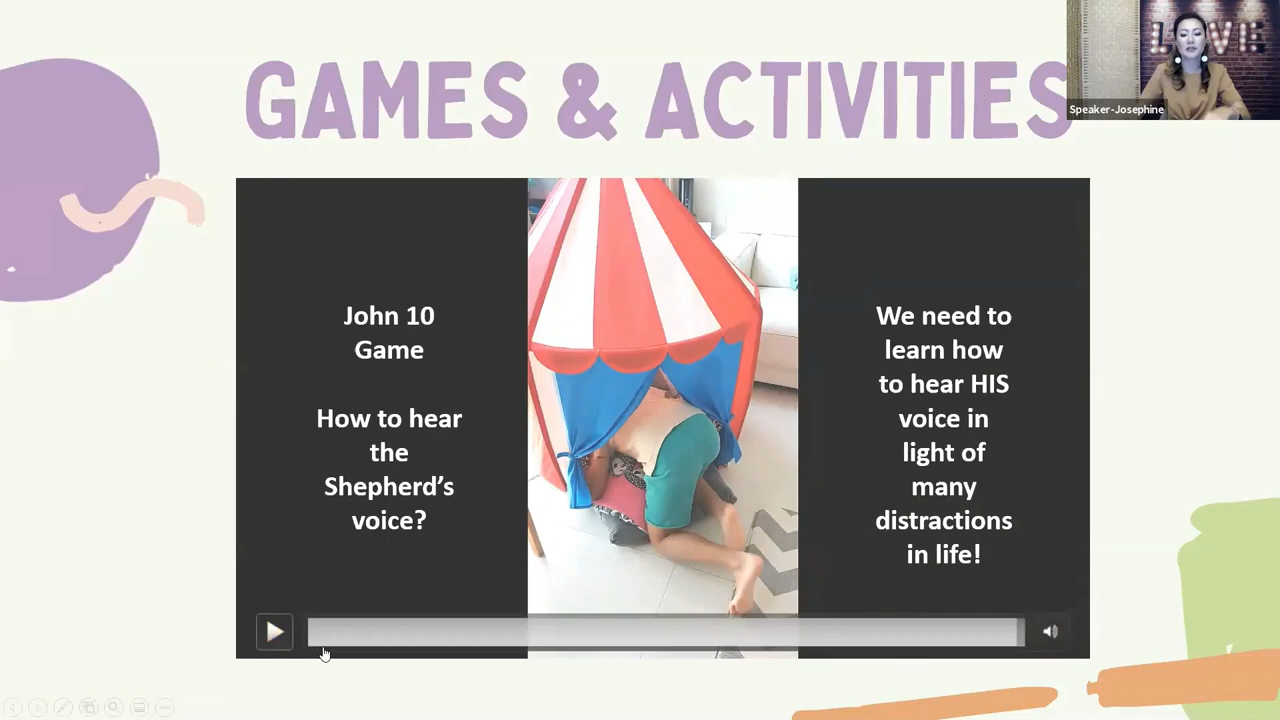 GAMES & ACTIVITIES
LOVE
Speaker-Josephine
John 10
Game
How to hear
the
Shepherd's
voice?
We need to
learn how
to hear HIS
voice in
light of
many
distractions
in life!